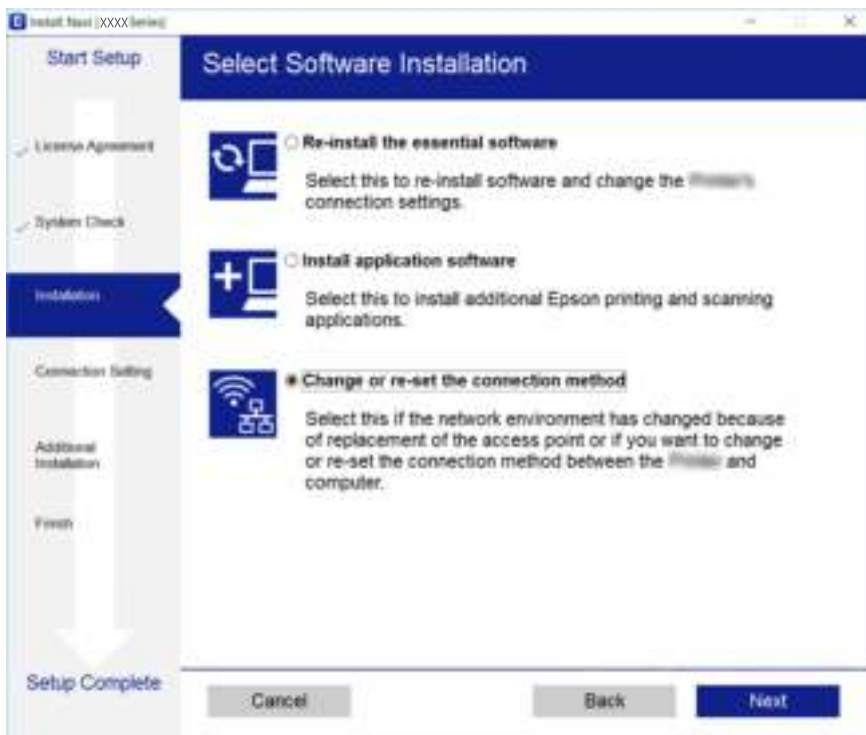 Install Navi [XXXX Series]
Start Setup
Select Software Installation
License Agreement
System Check
Installation
Connection Setting
Additional
Installation
Finish
Setup Complete
Re-install the essential software
Select this to re-install software and change the
connection settings.
Install application software
Select this to install additional Epson printing and scanning
applications.
Change or re-set the connection method
Select this if the network environment has changed because
of replacement of the access point or if you want to change
or re-set the connection method between the and
computer.
Cancel
Back
Next